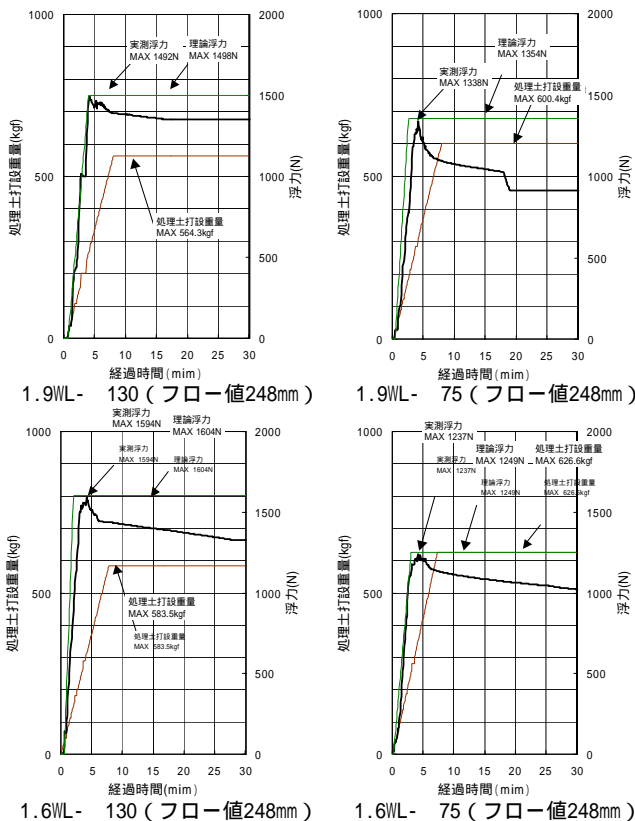 1000
500
0
処理土打設重量(kgf)
実測浮力
MAX 1492N
理論浮力
MAX 1498N
処理土打設重量
MAX 564.3kgf
2000
1500
1000
500
0
浮力(N)
0 5 10 15 20 25 30
経過時間(mim)
1.9WL- 130(フロー値248mm)
1000
500
0
処理土打設重量(kgf)
実測浮力
MAX 1338N
理論浮力
MAX 1354N
処理土打設重量
MAX 600.4kgf
2000
1500
1000
500
0
浮力(N)
0 5 10 15 20 25 30
経過時間(mim)
1.9WL- 75(フロー値248mm)
1000
500
0
処理土打設重量(kgf)
実測浮力
MAX 1594N
理論浮力
MAX 1604N
実測浮力
MAX 1594N
理論浮力
MAX 1604N
処理土打設重量
MAX 583.5kgf
処理土打設重量
MAX 583.5kgf
2000
1500
1000
500
0
浮力(N)
0 5 10 15 20 25 30
経過時間(mim)
1.6WL- 130(フロー値248mm)
1000
500
0
処理土打設重量(kgf)
実測浮力
MAX 1237N
理論浮力
MAX 1249N
処理土打設重量
MAX 626.6kgf
実測浮力
MAX 1237N
理論浮力
MAX 1249N
処理土打設重量
MAX 626.6kgf
2000
1500
1000
500
0
浮力(N)
0 5 10 15 20 25 30
経過時間(mim)
1.6WL- 75(フロー値248mm)